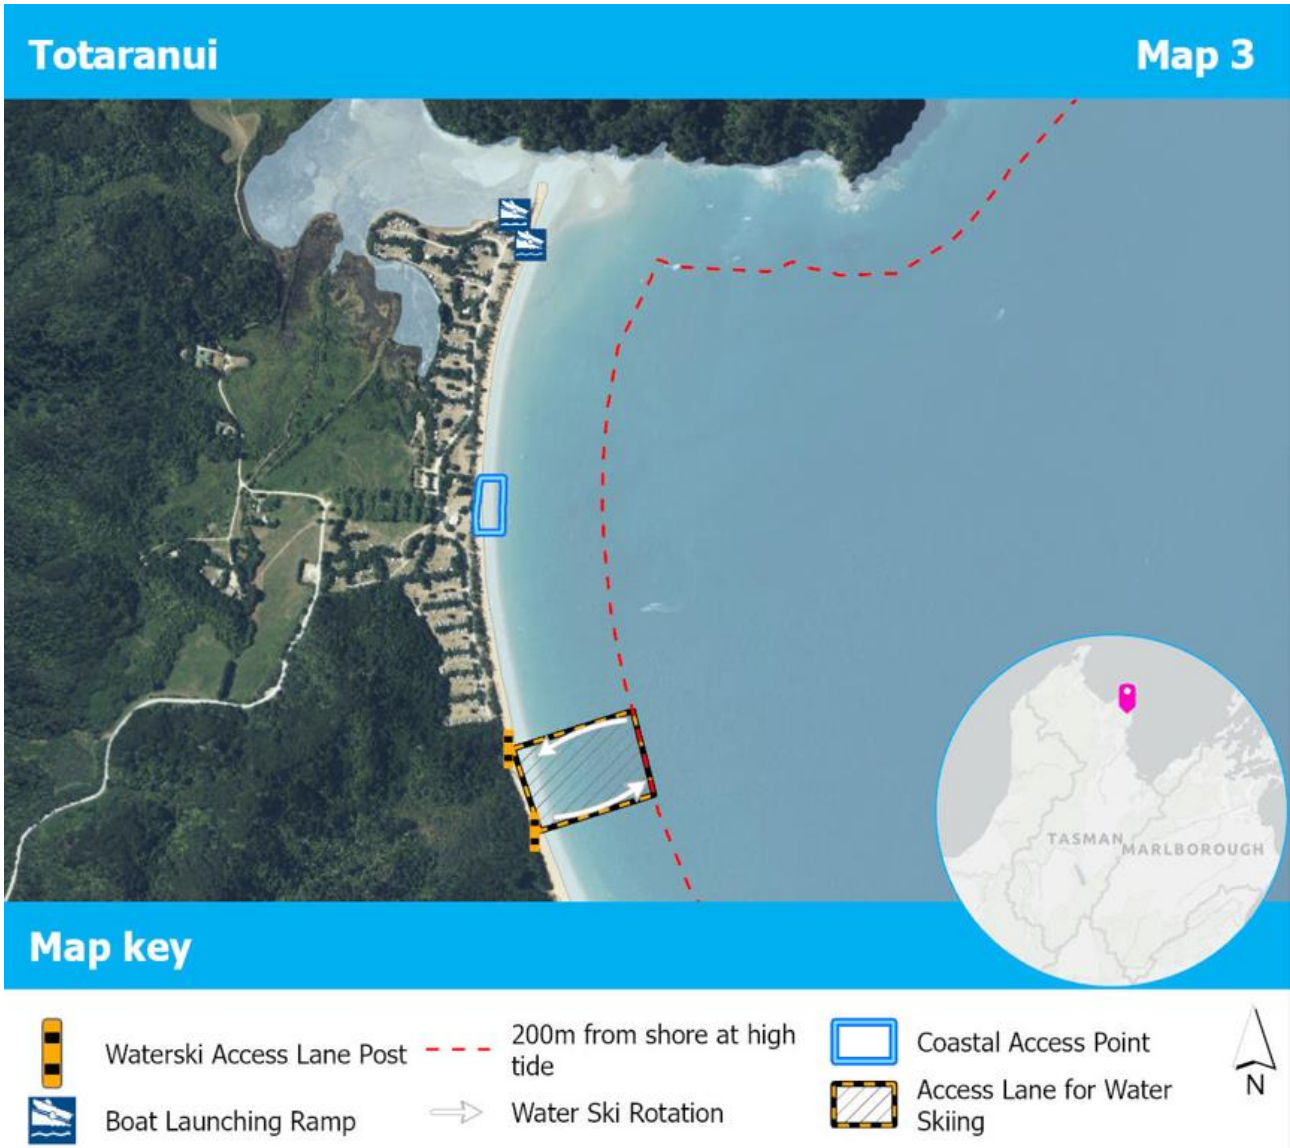 Totaranui
Map 3
TASMAN
MARLBOROUGH
Map key
Waterski Access Lane Post
200m from shore at high
tide
Coastal Access Point
Boat Launching Ramp
Water Ski Rotation
Access Lane for Water
Skiing
N